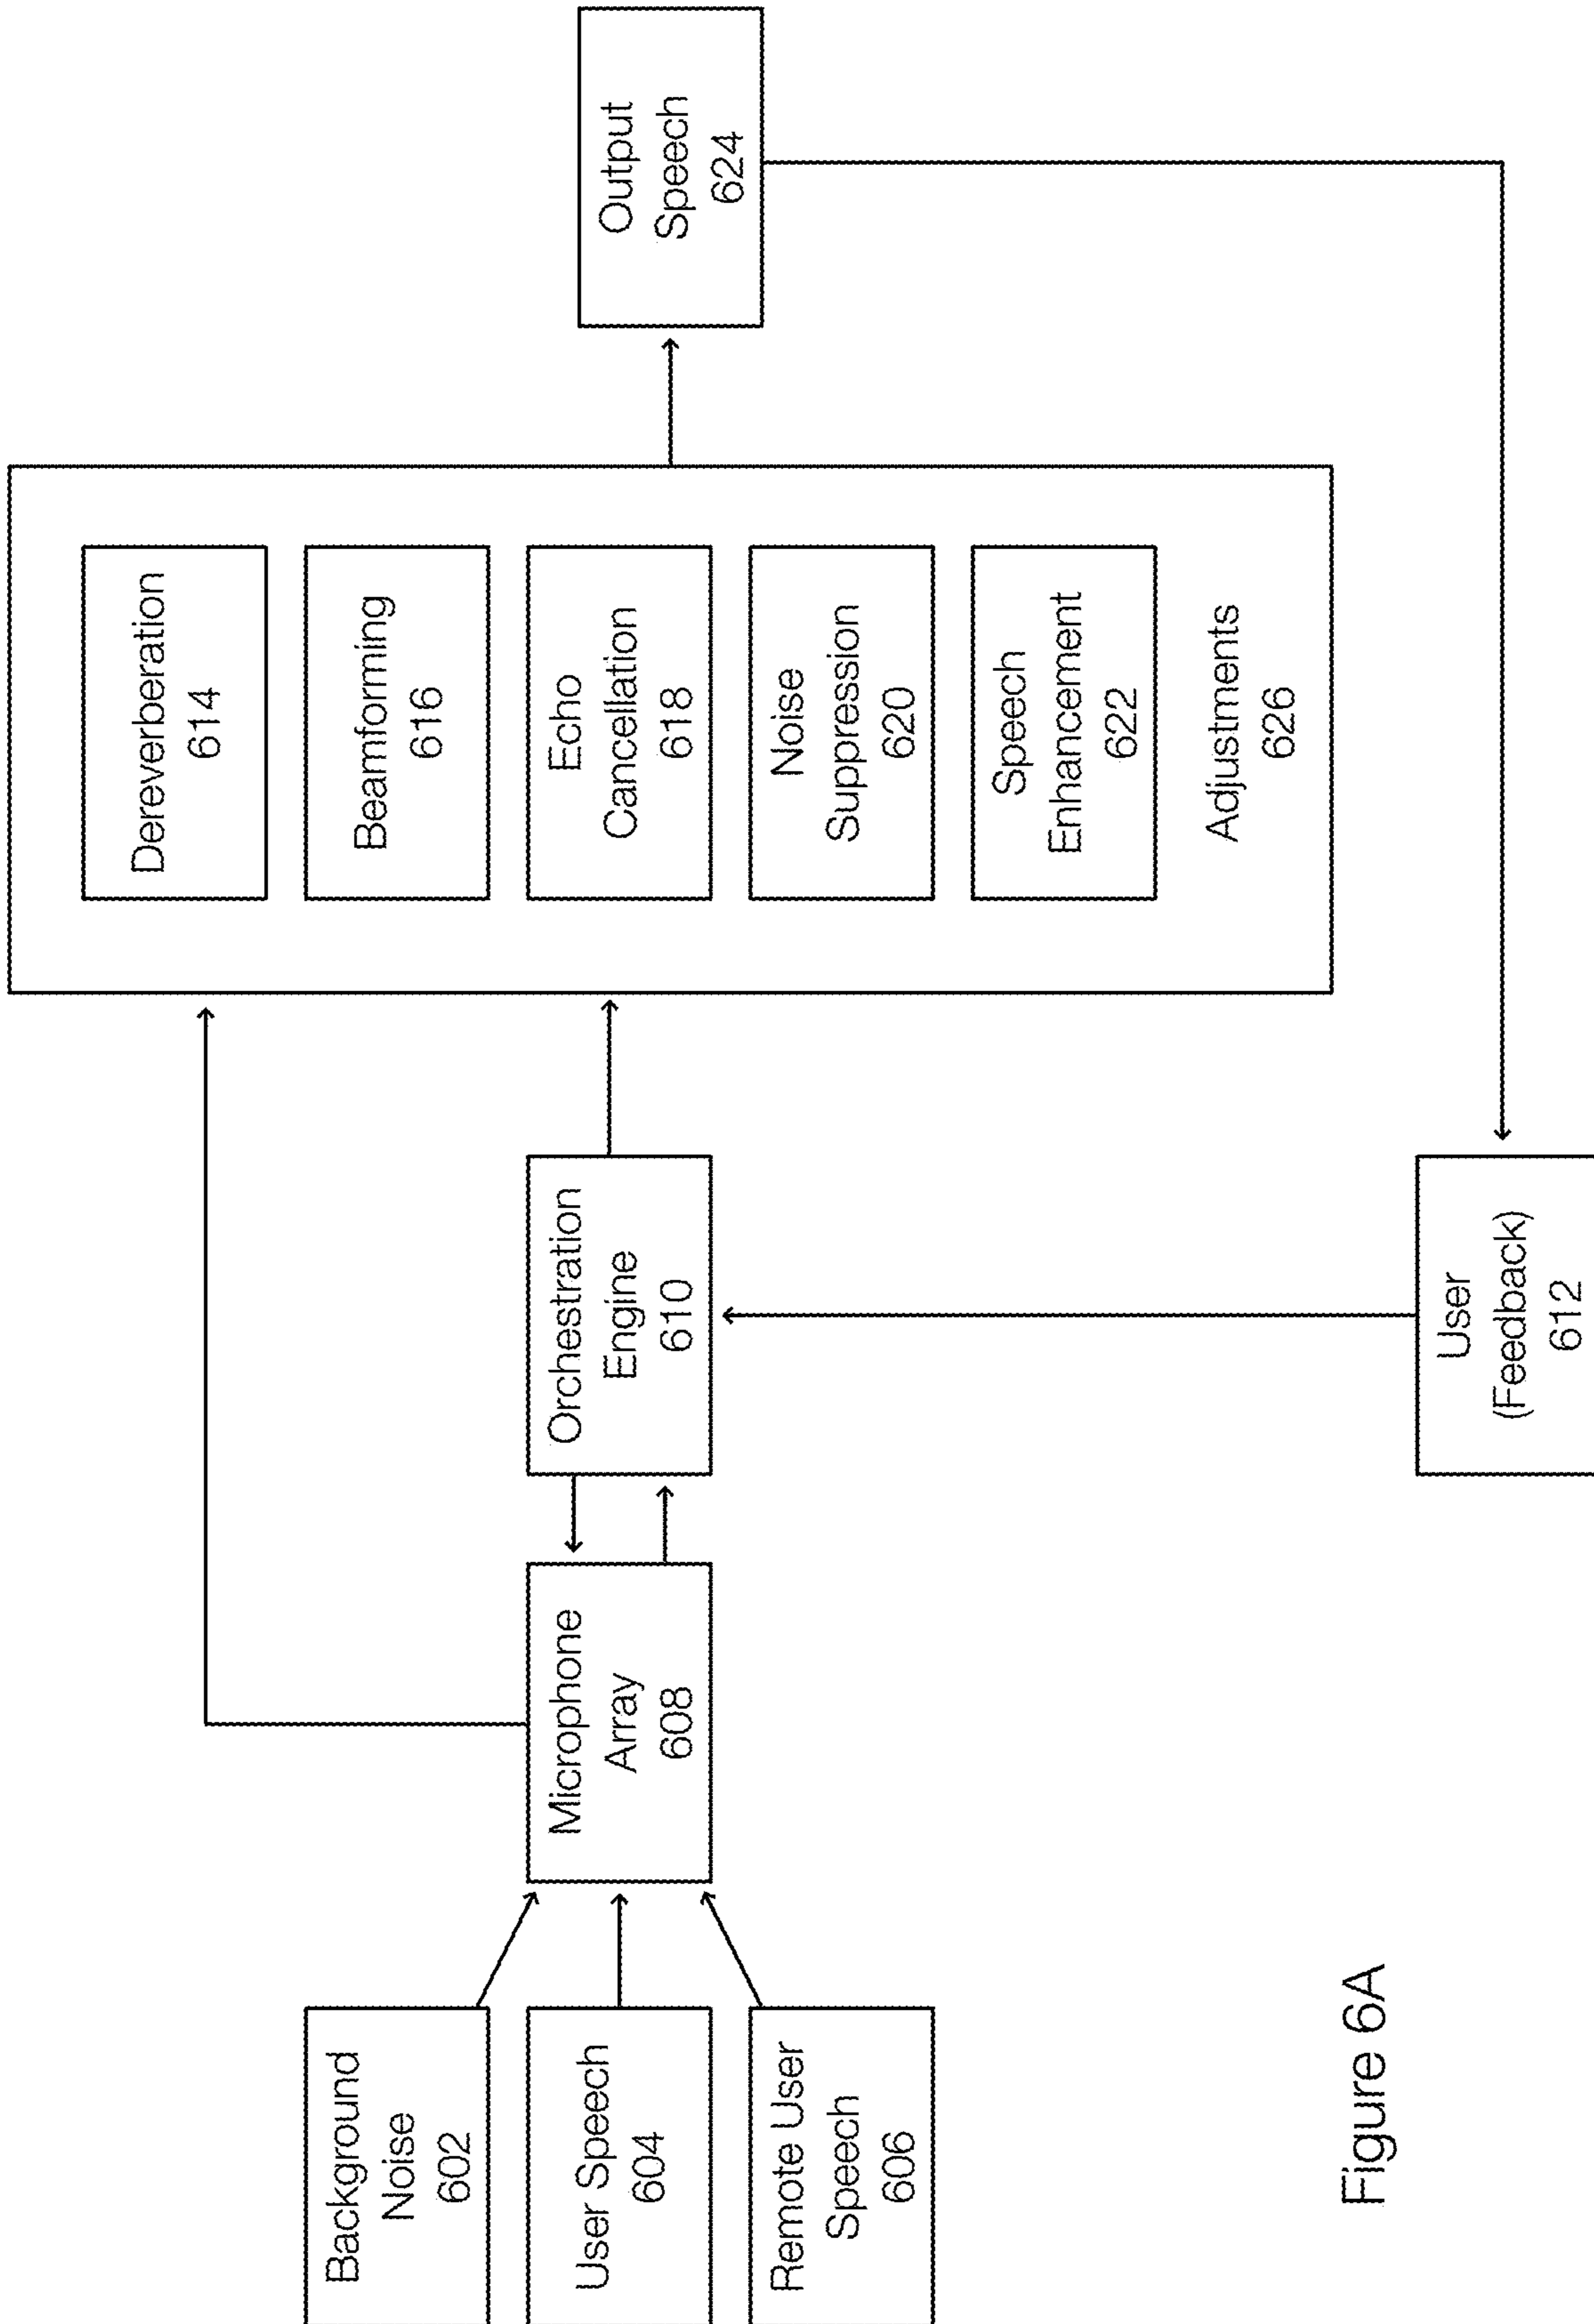 Background
Noise
602
User Speech
604
Remote User
Speech
606
Microphone
Array
608
Orchestration
Engine
610
User
(Feedback)
612
Dereverberation
614
Beamforming
616
Echo
Cancellation
618
Noise
Suppression
620
Speech
Enhancement
622
Adjustments
626
Output
Speech
624
Figure 6A